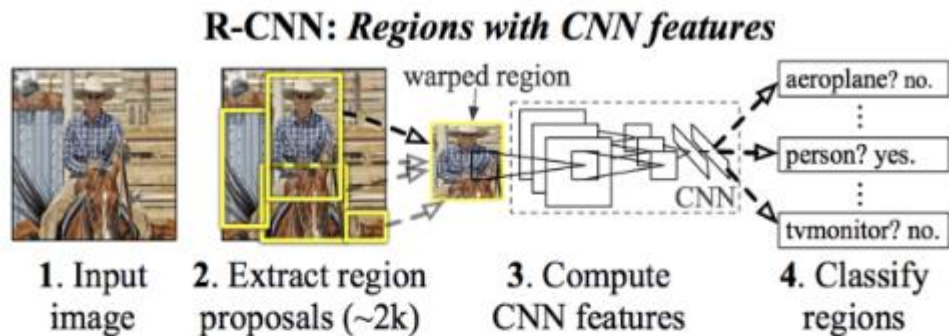 R-CNN: Regions with CNN features
warped region
aeroplane? no.
person? yes.
tvmonitor? no.
CNN
1. Input
image
2. Extract region
proposals (~2k)
3. Compute
CNN features
4. Classify
regions